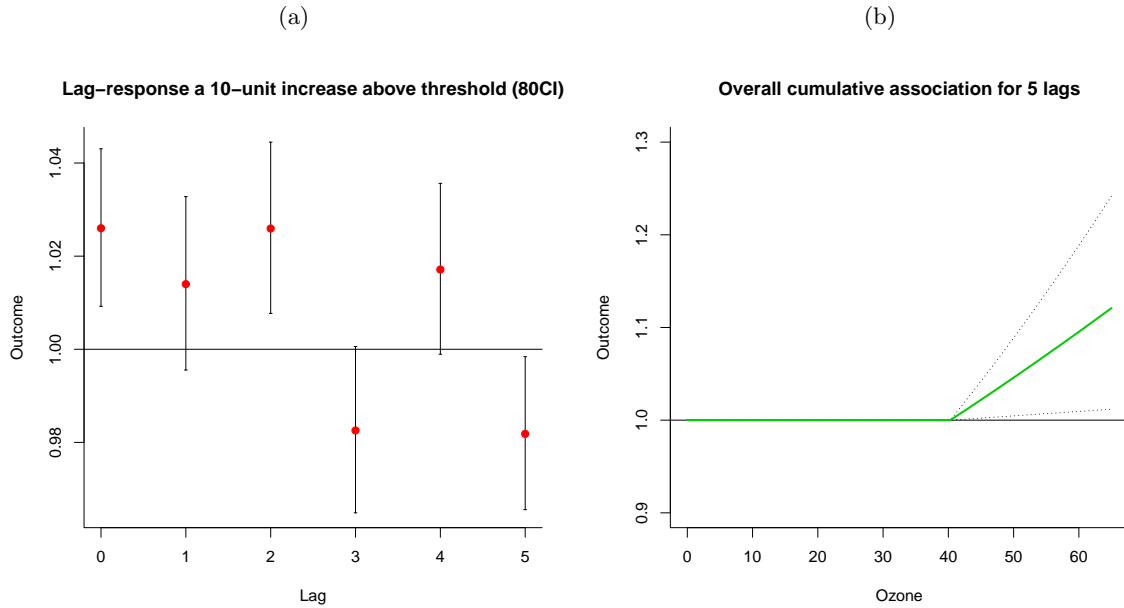 (a)
Lag−response a 10−unit increase above threshold (80CI)
Outcome
1.04
1.02
1.00
0.98
0 1 2 3 4 5
Lag
(b)
Overall cumulative association for 5 lags
Outcome
1.3
1.2
1.1
1.0
0.9
0 10 20 30 40 50 60
Ozone